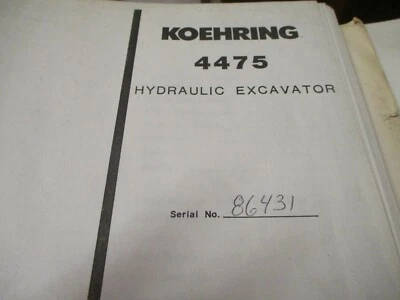 KOEHRING
4475
HYDRAULIC EXCAVATOR
Serial No. 86431